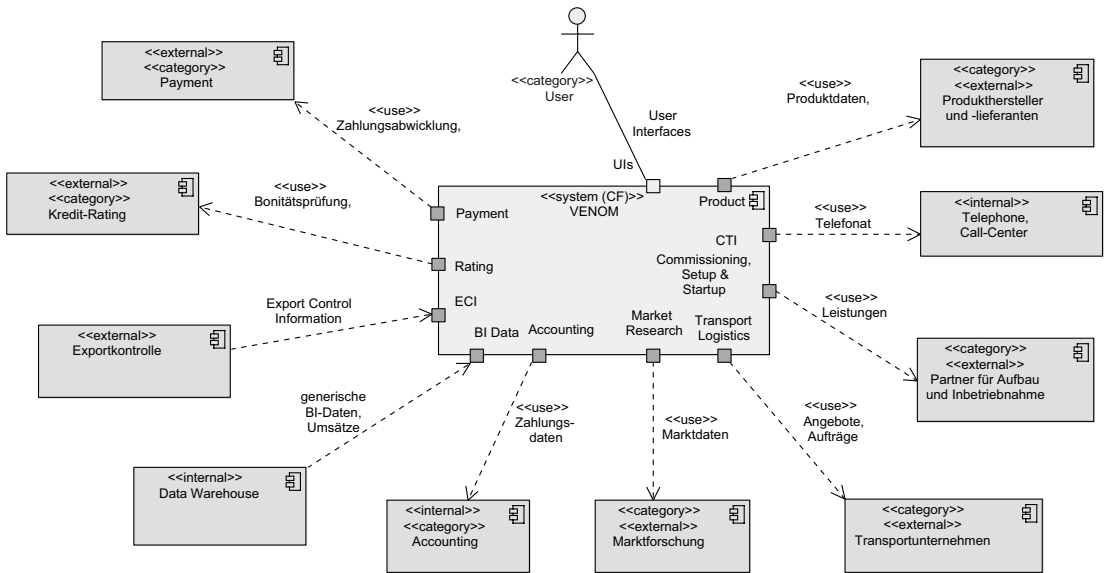 <<external>>
<<category>>
Payment
<<category>>
User
<<use>>
Zahlungsabwicklung,
User
Interfaces
UIs
<<use>>
Produktdaten,
<<category>>
<<external>>
Produkthersteller
und -lieferanten
<<external>>
<<category>>
Kredit-Rating
<<use>>
Bonitätsprüfung,
<<system (CF)>>
VENOM
Payment
Rating
ECI
BI Data
Accounting
Market
Research
Transport
Logistics
Product
CTI
Commissioning,
Setup &
Startup
<<use>>
Telefonat
<<internal>>
Telephone,
Call-Center
Export Control
Information
<<external>>
Exportkontrolle
<<use>>
Leistungen
<<category>>
<<external>>
Partner für Aufbau
und Inbetriebnahme
generische
BI-Daten,
Umsätze
<<use>>
Zahlungs-
daten
<<use>>
Marktdaten
<<use>>
Angebote,
Aufträge
<<internal>>
Data Warehouse
<<internal>>
<<category>>
Accounting
<<category>>
<<external>>
Marktforschung
<<category>>
<<external>>
Transportunternehmen